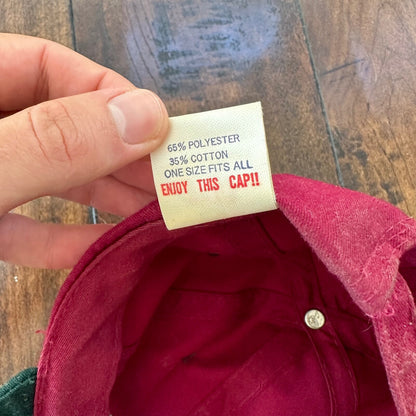 65% POLYESTER
35% COTTON
ONE SIZE FITS ALL
ENJOY THIS CAP!!